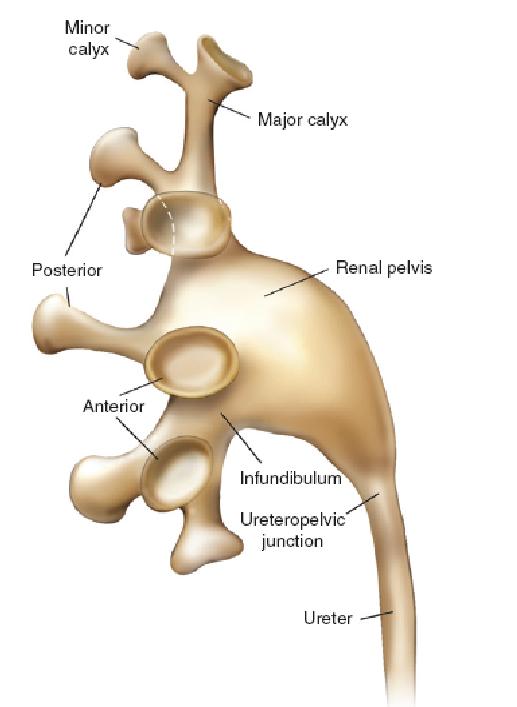 Minor
calyx
Major calyx
Posterior
Renal pelvis
Anterior
Infundibulum
Ureteropelvic
junction
Ureter